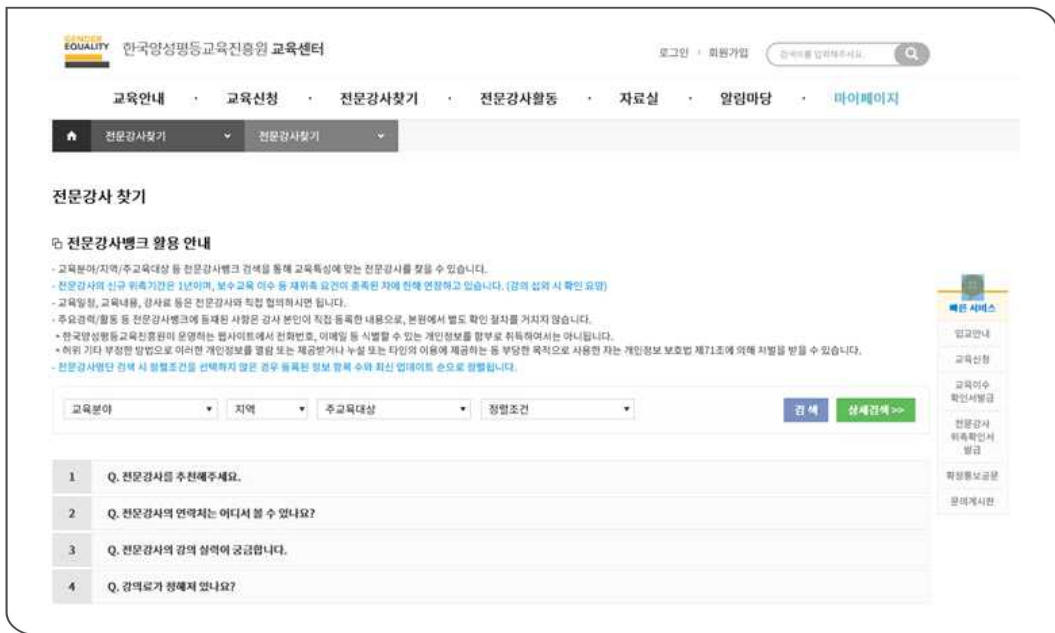 GENDER
EQUALITY
한국양성평등교육진흥원 교육센터
로그인 회원가입 검색어를 입력해주세요.
교육안내 · 교육신청 · 전문강사찾기 · 전문강사활동 · 자료실 · 알림마당 · 마이페이지
전문강사찾기 전문강사찾기
전문강사 찾기
전문강사뱅크 활용 안내
- 교육분야/지역/주교육대상 등 전문강사뱅크 검색을 통해 교육특성에 맞는 전문강사를 찾을 수 있습니다.
- 전문강사의 신규 위촉기간은 1년이며, 보수교육 이수 등 재위촉 요건이 충족된 자에 한해 연장하고 있습니다. (강의 섭외 시 확인 요망)
- 교육일정, 교육내용, 강사료 등은 전문강사와 직접 협의하시면 됩니다.
- 주요경력/활동 등 전문강사뱅크에 등재된 사항은 강사 본인이 직접 등록한 내용으로, 본원에서 별도 확인 절차를 거치지 않습니다.
* 한국양성평등교육진흥원이 운영하는 웹사이트에서 전화번호, 이메일 등 식별할 수 있는 개인정보를 함부로 취득하여서는 아니됩니다.
* 허위 기타 부정한 방법으로 이러한 개인정보를 열람 또는 제공받거나 누설 또는 타인의 이용에 제공하는 등 부당한 목적으로 사용한 자는 개인정보 보호법 제71조에 의해 처벌을 받을 수 있습니다.
- 전문강사명단 검색 시 정렬조건을 선택하지 않은 경우 등록된 정보 항목 수와 최신 업데이트 순으로 정렬됩니다.
교육분야 지역 주교육대상 정렬조건 검색 상세검색 >>
1 Q. 전문강사를 추천해주세요.
2 Q. 전문강사의 연락처는 어디서 볼 수 있나요?
3 Q. 전문강사의 강의 실력이 궁금합니다.
4 Q. 강의료가 정해져 있나요?
빠른 서비스
입교안내
교육신청
교육이수
확인서발급
전문강사
위촉확인서
발급
확정통보공문
문의게시판